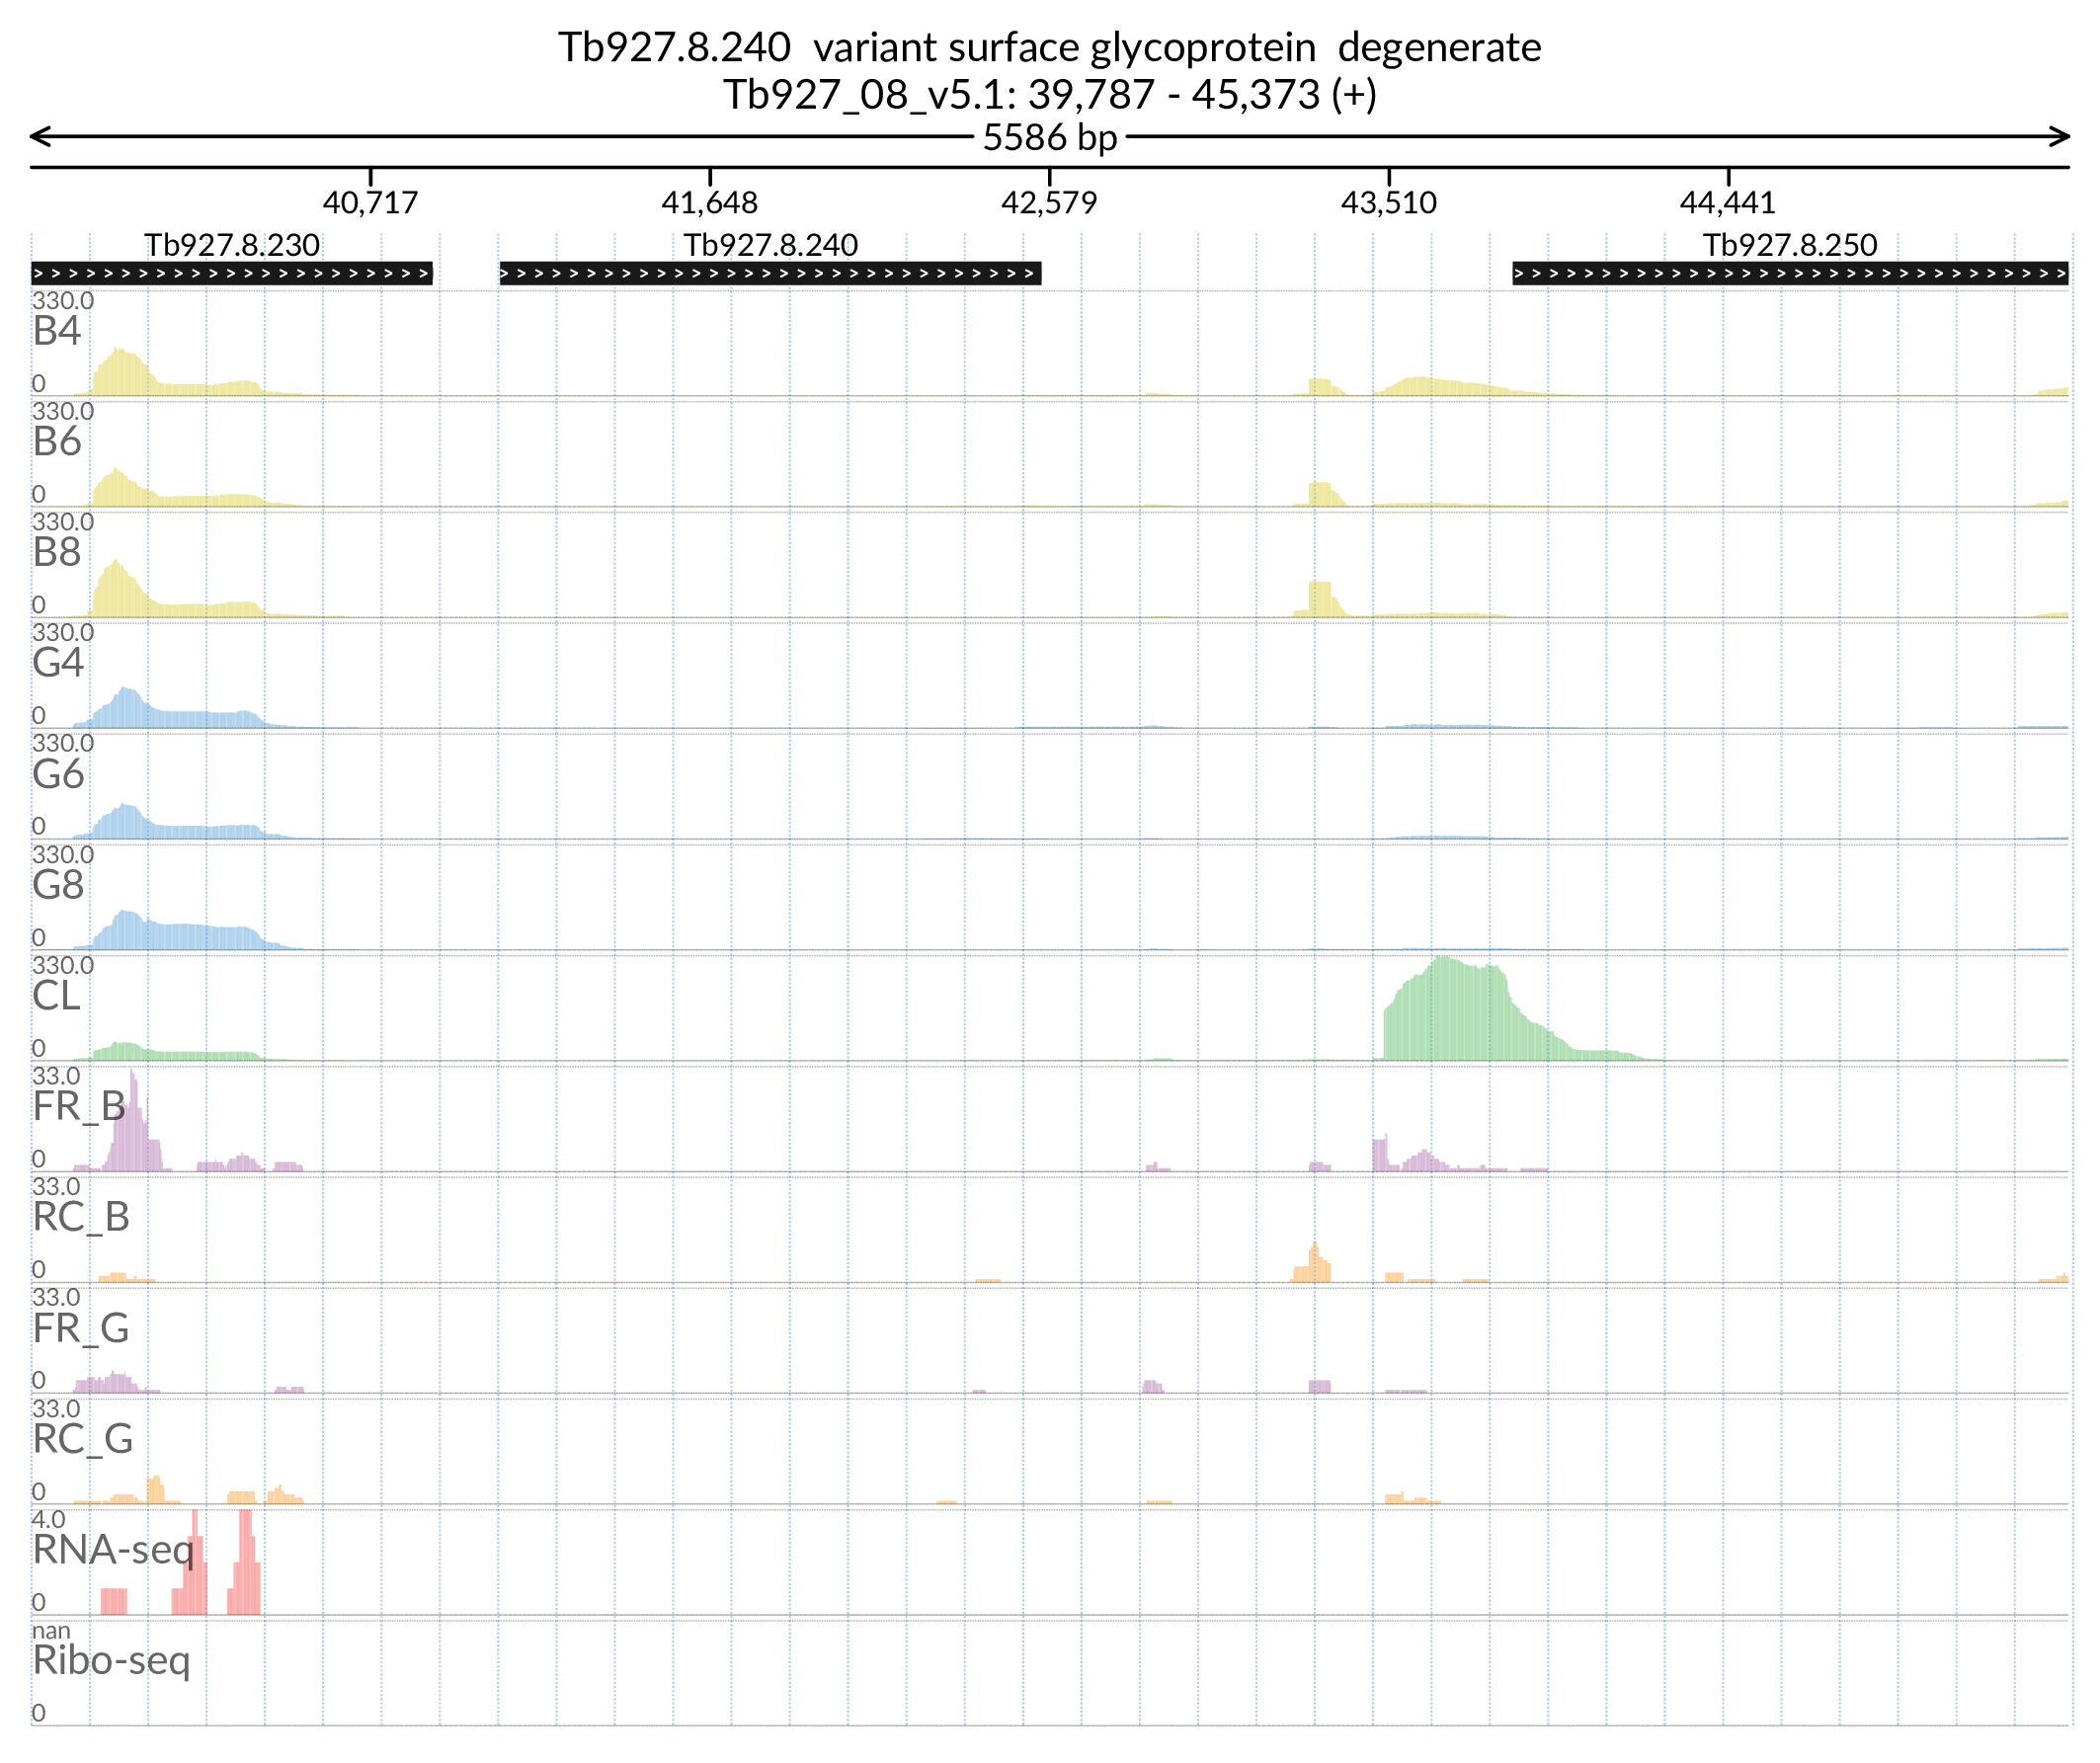 Tb927.8.240  variant surface glycoprotein  degenerate
Tb927_08_v5.1: 39,787 - 45,373 (+)
5586 bp
40,717 41,648 42,579 43,510 44,441
Tb927.8.230 Tb927.8.240 Tb927.8.250
330.0
B4
0
330.0
B6
0
330.0
B8
0
330.0
G4
0
330.0
G6
0
330.0
G8
0
330.0
CL
0
33.0
FR_B
0
33.0
RC_B
0
33.0
FR_G
0
33.0
RC_G
0
4.0
RNA-seq
0
nan
Ribo-seq
0